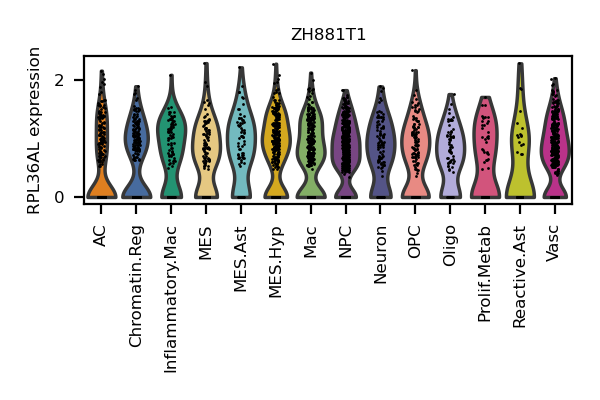 ZH881T1
RPL36AL expression
2
0
AC
Chromatin.Reg
Inflammatory.Mac
MES
MES.Ast
MES.Hyp
Mac
NPC
Neuron
OPC
Oligo
Prolif.Metab
Reactive.Ast
Vasc